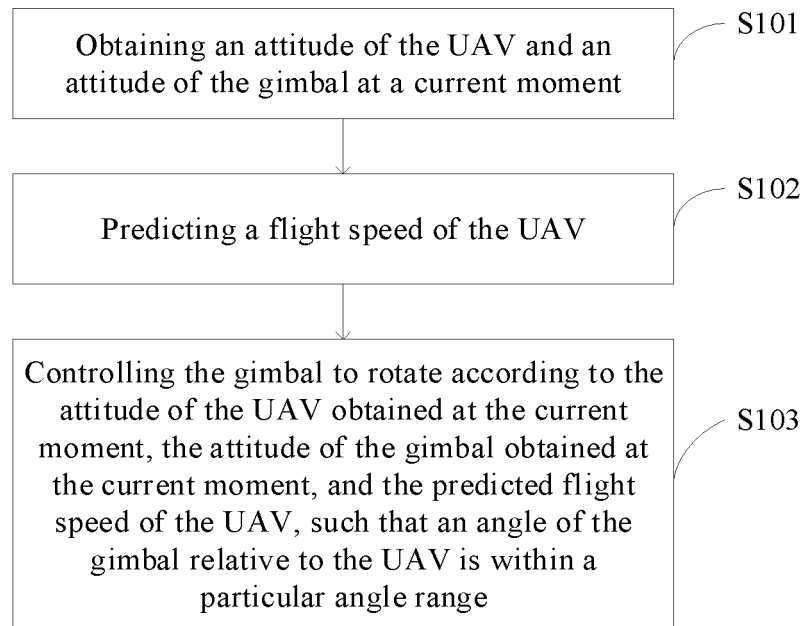 Obtaining an attitude of the UAV and an
attitude of the gimbal at a current moment
S101
Predicting a flight speed of the UAV
S102
Controlling the gimbal to rotate according to the
attitude of the UAV obtained at the current
moment, the attitude of the gimbal obtained at
the current moment, and the predicted flight
speed of the UAV, such that an angle of the
gimbal relative to the UAV is within a
particular angle range
S103